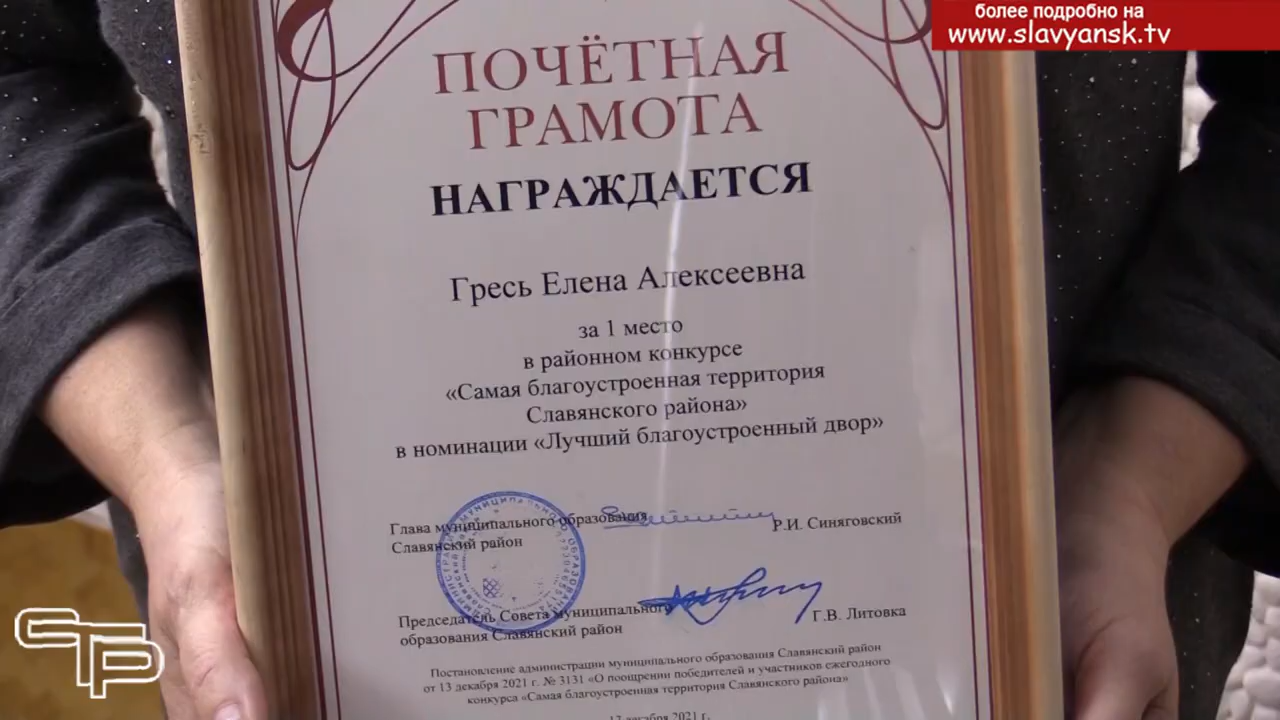 более подробно на
www.slavyansk.tv
ПОЧЁТНАЯ
ГРАМОТА
НАГРАЖДАЕТСЯ
Гресь Елена Алексеевна
за 1 место
в районном конкурсе
«Самая благоустроенная территория
Славянского района»
в номинации «Лучший благоустроенный двор»
Глава муниципального образования
Славянский район
Р.И. Синяговский
Председатель Совета муниципального
образования Славянский район
Г.В. Литовка
Постановление администрации муниципального образования Славянский район
от 13 декабря 2021 г. № 3131 «О поощрении победителей и участников ежегодного
конкурса «Самая благоустроенная территория Славянского района»
декабря 2021 г.
СТР